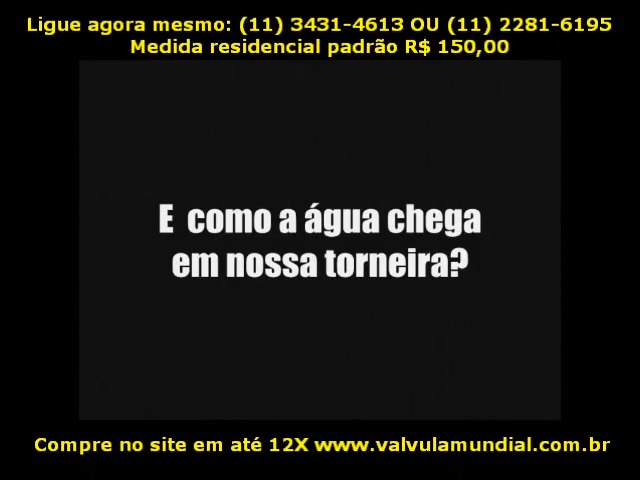 Ligue agora mesmo: (11) 3431-4613 OU (11) 2281-6195
Medida residencial padrão R$ 150,00
E como a água chega
em nossa torneira?
Compre no site em até 12X www.valvulamundial.com.br